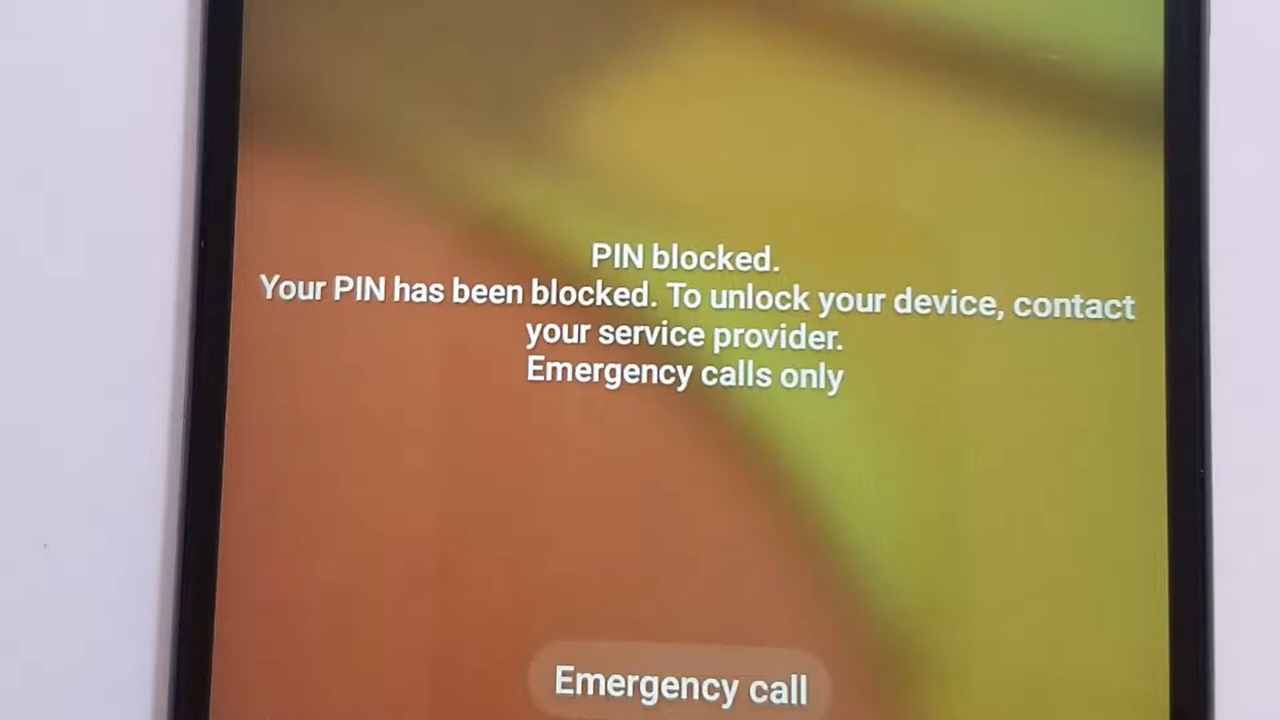 PIN blocked.
Your PIN has been blocked. To unlock your device, contact
your service provider.
Emergency calls only
Emergency call